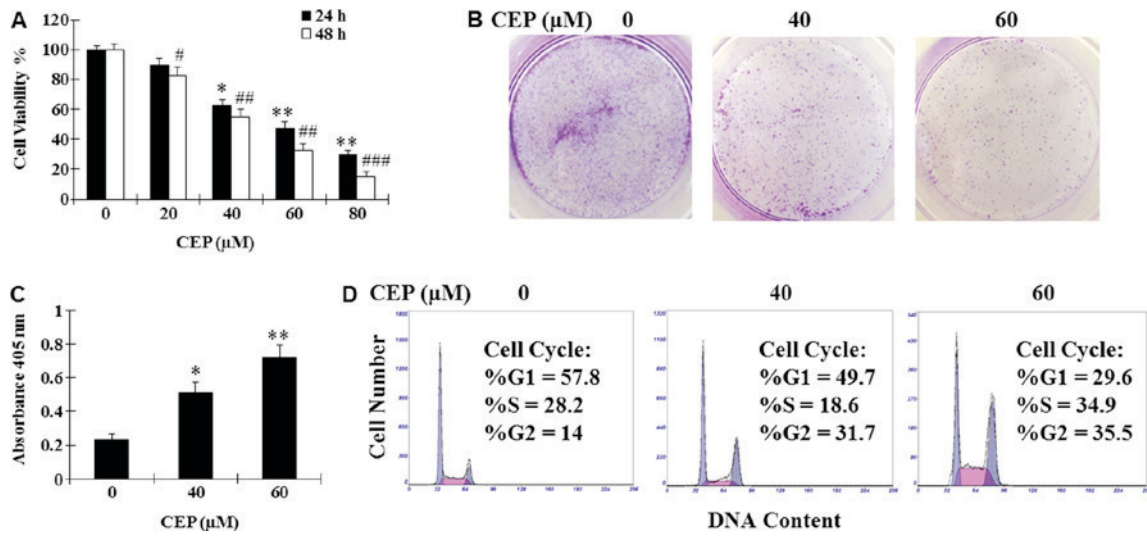 A
24 h
48 h
Cell Viability %
120
100
80
60
40
20
0
# * ## ** ## ** ###
0 20 40 60 80
CEP (µM)
B CEP (µM) 0 40 60
C
Absorbance 405 nm
1
0.8
0.6
0.4
0.2
0
* **
0 40 60
CEP (µM)
D CEP (µM) 0 40 60
Cell Number
Cell Cycle:
%G1 = 57.8
%S = 28.2
%G2 = 14
Cell Cycle:
%G1 = 49.7
%S = 18.6
%G2 = 31.7
Cell Cycle:
%G1 = 29.6
%S = 34.9
%G2 = 35.5
DNA Content